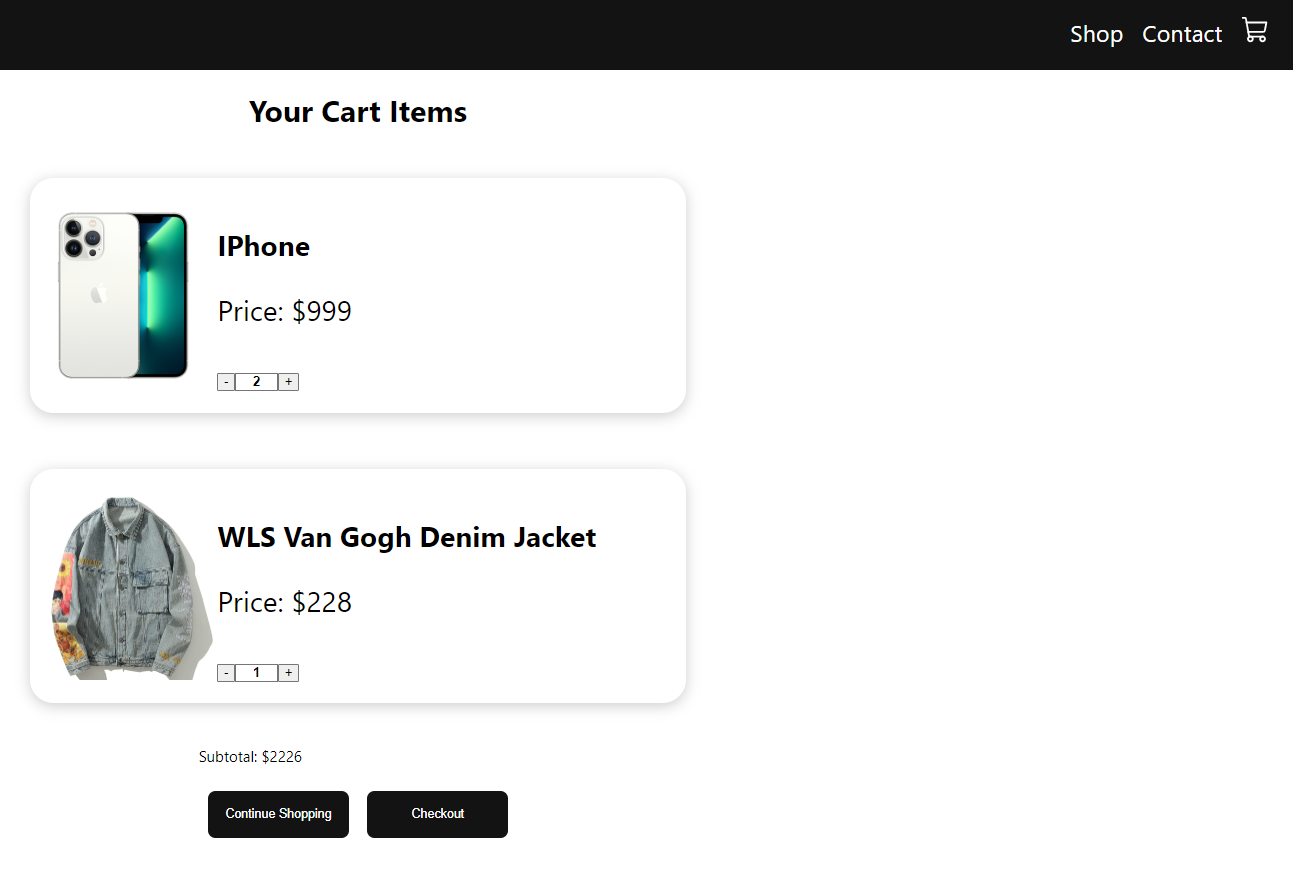 Shop Contact
Your Cart Items
IPhone
Price: $999
- 2 +
WLS Van Gogh Denim Jacket
Price: $228
- 1 +
Subtotal: $2226
Continue Shopping Checkout